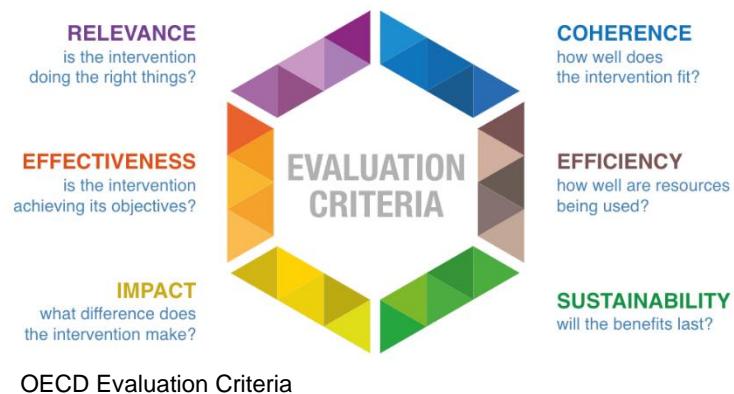 RELEVANCE
is the intervention
doing the right things?
COHERENCE
how well does
the intervention fit?
EFFECTIVENESS
is the intervention
achieving its objectives?
EVALUATION
CRITERIA
EFFICIENCY
how well are resources
being used?
IMPACT
what difference does
the intervention make?
SUSTAINABILITY
will the benefits last?
OECD Evaluation Criteria